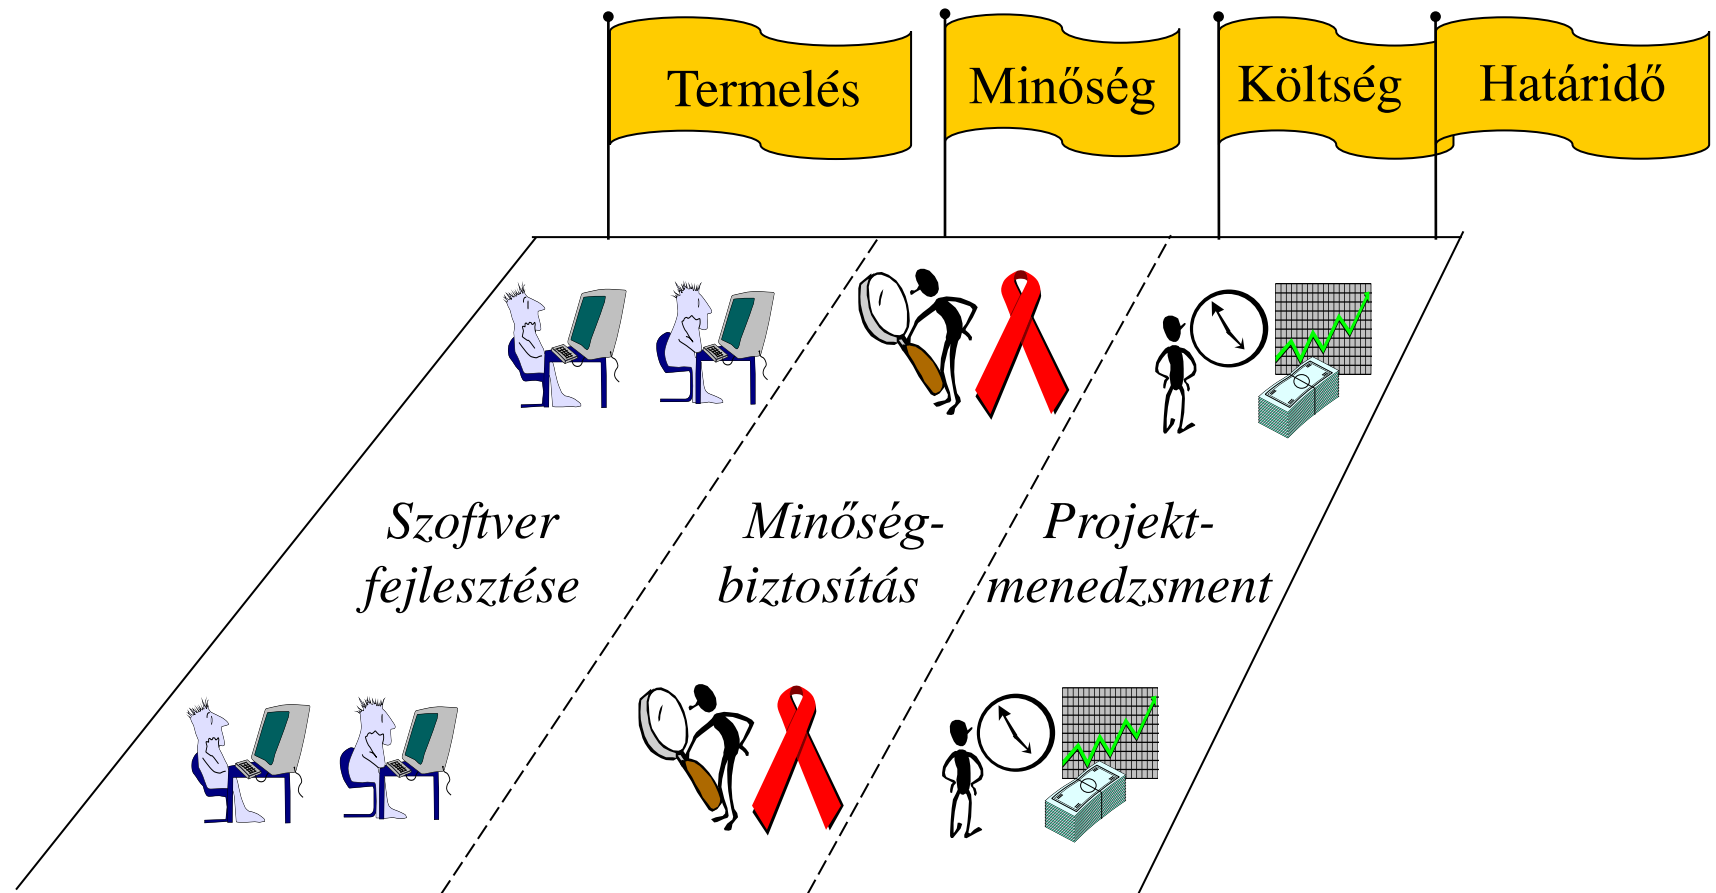 Termelés
Minőség
Költség
Határidő
Szoftver
fejlesztése
Minőség-
biztosítás
Projekt-
menedzsment